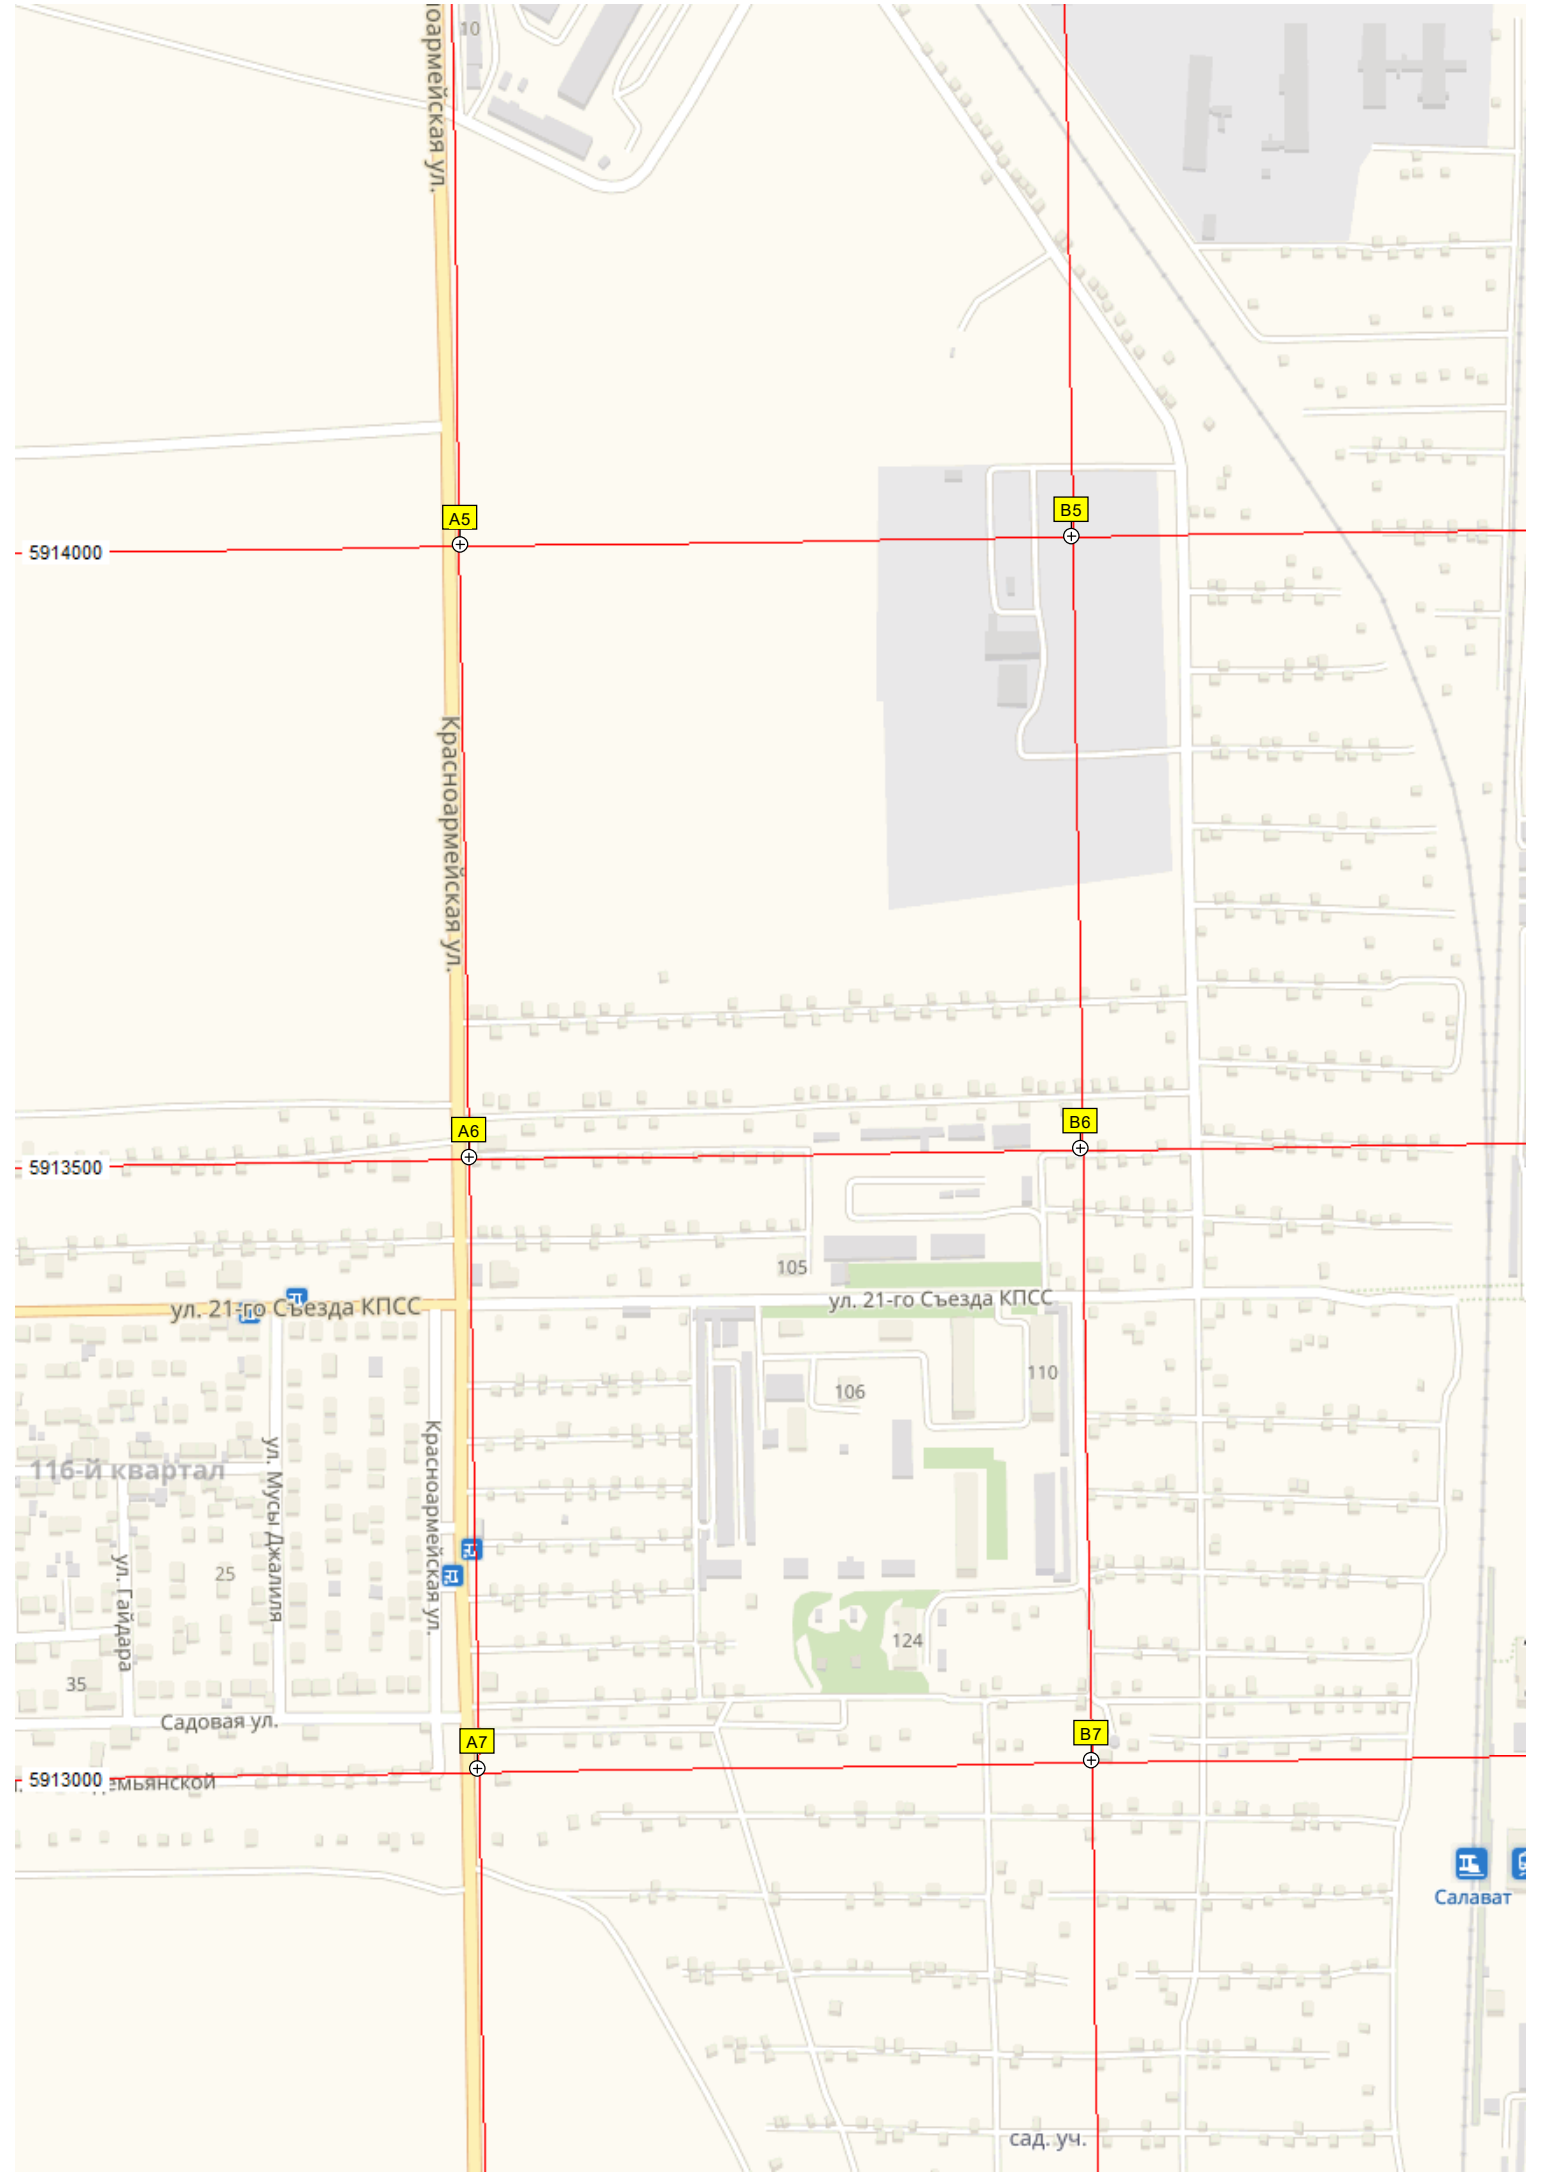 10
оармейская ул.
A5
B5
5914000
Красноармейская ул.
A6
B6
5913500
105
ул. 21-го Съезда КПСС
ул. 21-го Съезда КПСС
110
106
116-й квартал
ул. Мусы Джалиля
Красноармейская ул.
ул. Гайдара
25
124
35
Садовая ул.
A7
B7
5913000
емьянской
Салават
сад. уч.